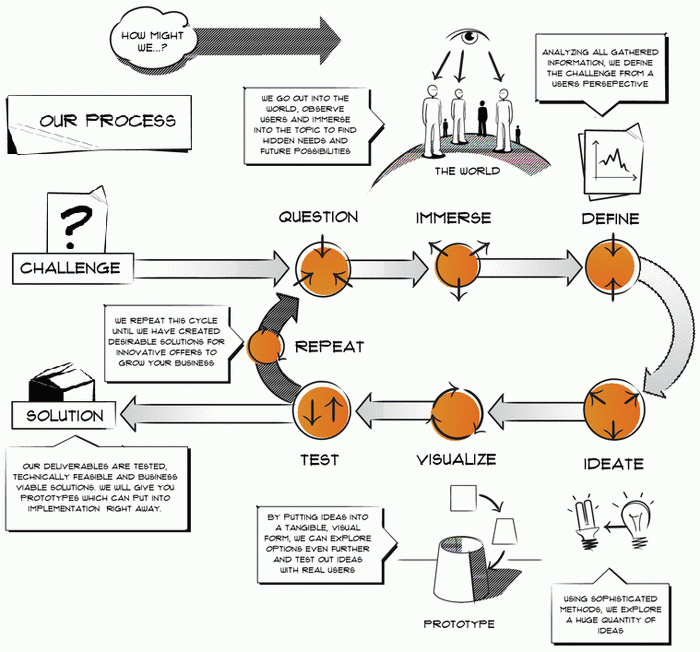 HOW MIGHT
WE...?
ANALYZING ALL GATHERED
INFORMATION, WE DEFINE
THE CHALLENGE FROM A
USERS PERSEPECTIVE
OUR PROCESS
WE GO OUT INTO THE
WORLD, OBSERVE
USERS AND IMMERSE
INTO THE TOPIC TO FIND
HIDDEN NEEDS AND
FUTURE POSSIBILITIES
THE WORLD
?
QUESTION
IMMERSE
DEFINE
CHALLENGE
WE REPEAT THIS CYCLE
UNTIL WE HAVE CREATED
DESIRABLE SOLUTIONS FOR
INNOVATIVE OFFERS TO
GROW YOUR BUSINESS
REPEAT
SOLUTION
TEST
VISUALIZE
IDEATE
OUR DELIVERABLES ARE TESTED,
TECHNICALLY FEASIBLE AND BUSINESS
VIABLE SOLUTIONS. WE WILL GIVE YOU
PROTOTYPES WHICH CAN PUT INTO
IMPLEMENTATION RIGHT AWAY.
BY PUTTING IDEAS INTO
A TANGIBLE, VISUAL
FORM, WE CAN EXPLORE
OPTIONS EVEN FURTHER
AND TEST OUT IDEAS
WITH REAL USERS
PROTOTYPE
USING SOPHISTICATED
METHODS, WE EXPLORE
A HUGE QUANTITY OF
IDEAS